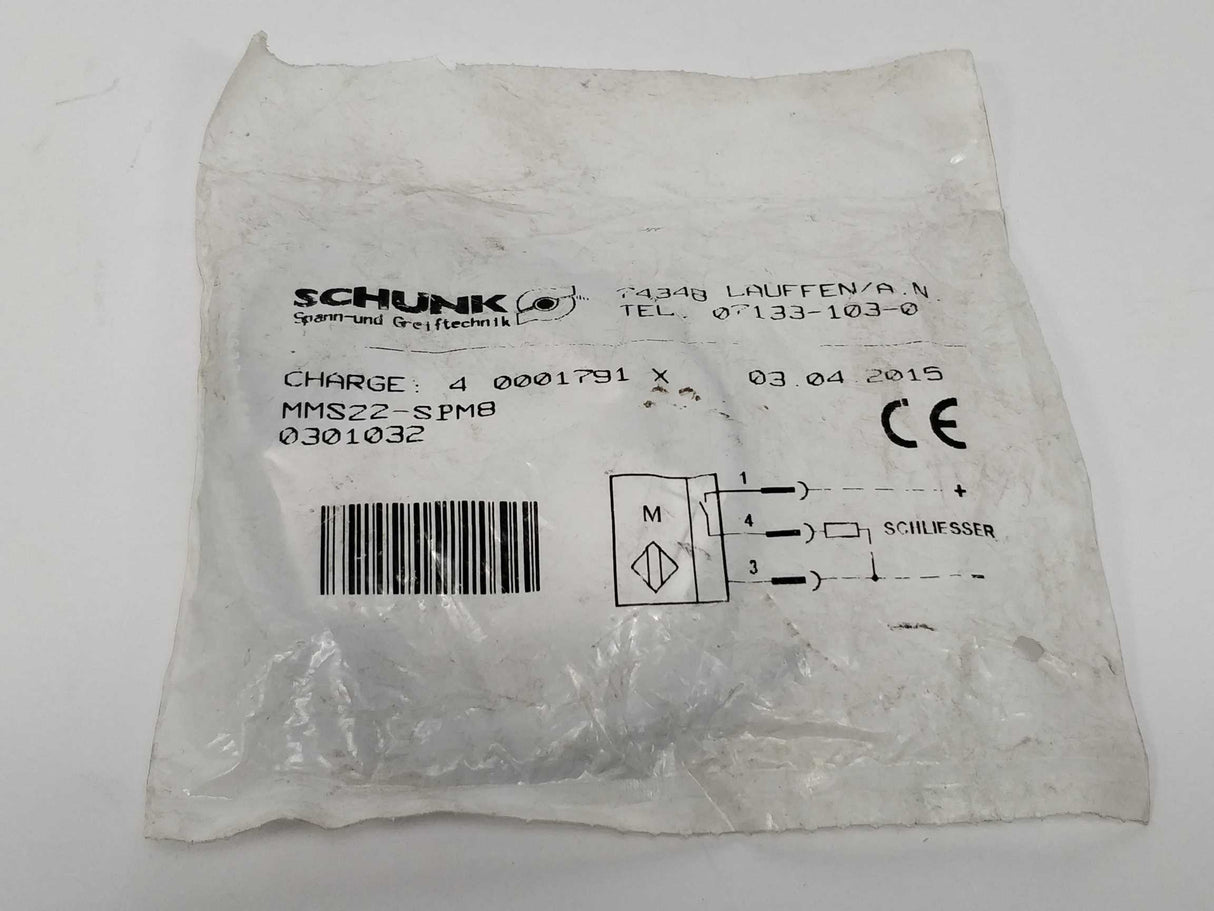 SCHUNK
Spann-und Greiftechnik
74348 LAUFFEN/A.N.
TEL. 07133-103-0
CHARGE: 4 0001791 X 03.04.2015
MMS22-SPM8
0301032
CE
M
1 +
4 SCHLIESSER
3 -